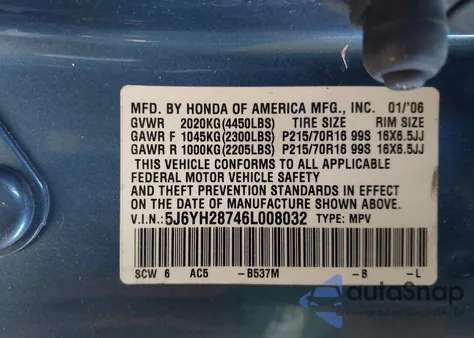 MFD. BY HONDA OF AMERICA MFG., INC. 01/'06
GVWR 2020KG(4450LBS) TIRE SIZE RIM SIZE
GAWR F 1045KG(2300LBS) P215/70R16 99S 16X6.5JJ
GAWR R 1000KG(2205LBS) P215/70R16 99S 16X6.5JJ
THIS VEHICLE CONFORMS TO ALL APPLICABLE
FEDERAL MOTOR VEHICLE SAFETY
AND THEFT PREVENTION STANDARDS IN EFFECT
ON THE DATE OF MANUFACTURE SHOWN ABOVE.
V.I.N.: 5J6YH28746L008032 TYPE: MPV
SCW 6 AC5 -B537M -B -L
autoSnap